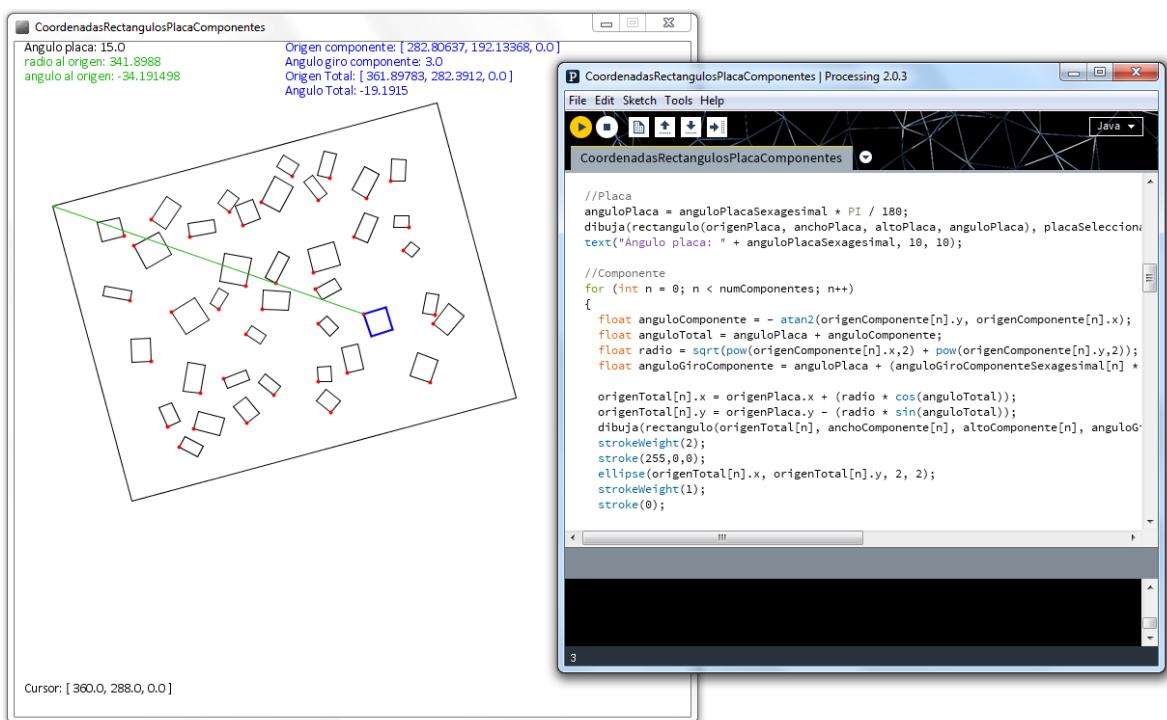 CoordenadasRectangulosPlacaComponentes
Angulo placa: 15.0
radio al origen: 341.8988
angulo al origen: -34.191498
Origen componente: [ 282.80637, 192.13368, 0.0 ]
Angulo giro componente: 3.0
Origen Total: [ 361.89783, 282.3912, 0.0 ]
Angulo Total: -19.1915
Cursor: [ 360.0, 288.0, 0.0 ]
CoordenadasRectangulosPlacaComponentes | Processing 2.0.3
File Edit Sketch Tools Help
Java
CoordenadasRectangulosPlacaComponentes
//Placa
anguloPlaca = anguloPlacaSexagesimal * PI / 180;
dibuja(rectangulo(origenPlaca, anchoPlaca, altoPlaca, anguloPlaca), placaSelecciona
text("Angulo placa: " + anguloPlacaSexagesimal, 10, 10);
//Componente
for (int n = 0; n < numComponentes; n++)
{
float anguloComponente = - atan2(origenComponente[n].y, origenComponente[n].x);
float anguloTotal = anguloPlaca + anguloComponente;
float radio = sqrt(pow(origenComponente[n].x,2) + pow(origenComponente[n].y,2));
float anguloGiroComponente = anguloPlaca + (anguloGiroComponenteSexagesimal[n] *
origenTotal[n].x = origenPlaca.x + (radio * cos(anguloTotal));
origenTotal[n].y = origenPlaca.y - (radio * sin(anguloTotal));
dibuja(rectangulo(origenTotal[n], anchoComponente[n], altoComponente[n], anguloG
strokeWeight(2);
stroke(255,0,0);
ellipse(origenTotal[n].x, origenTotal[n].y, 2, 2);
strokeWeight(1);
stroke(0);
3